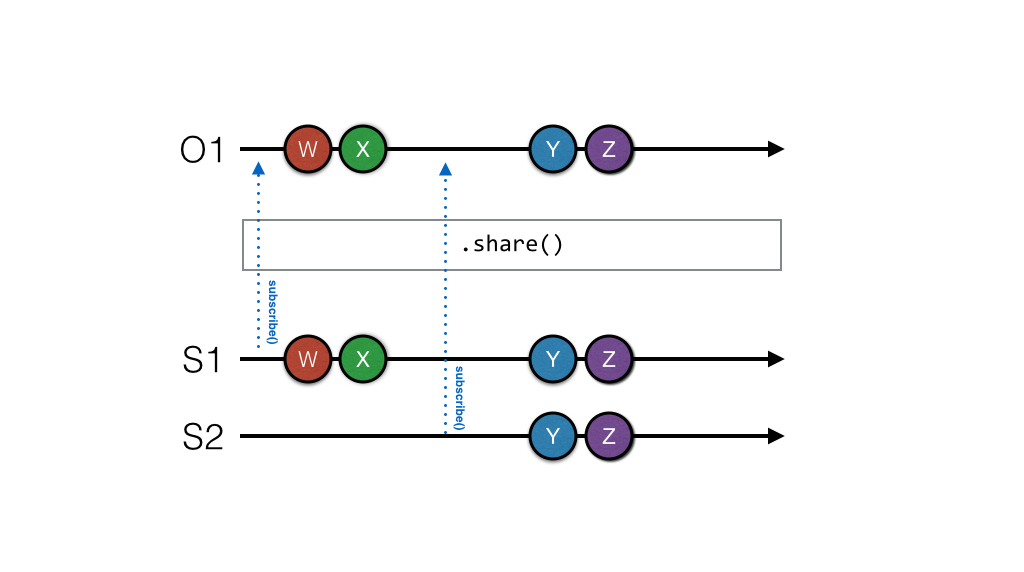 O1 W X Y Z
.share()
subscribe()
S1 W X Y Z
subscribe()
S2 Y Z